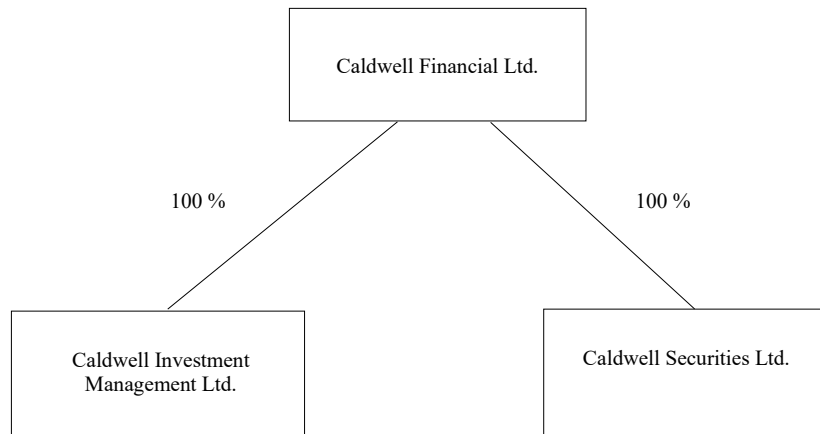 Caldwell Financial Ltd.
100 %
100 %
Caldwell Investment
Management Ltd.
Caldwell Securities Ltd.